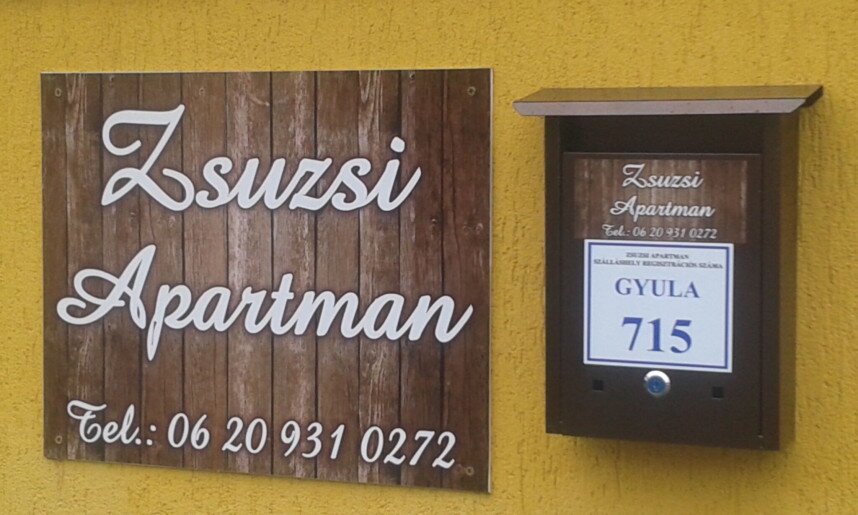 Zsuzsi
Apartman
Tel.: 06 20 931 0272
Zsuzsi
Apartman
Tel.: 06 20 931 0272
ZSUZSI APARTMAN
SZÁLLÁSHELY REGISZTRÁCIÓS SZÁMA
GYULA
715